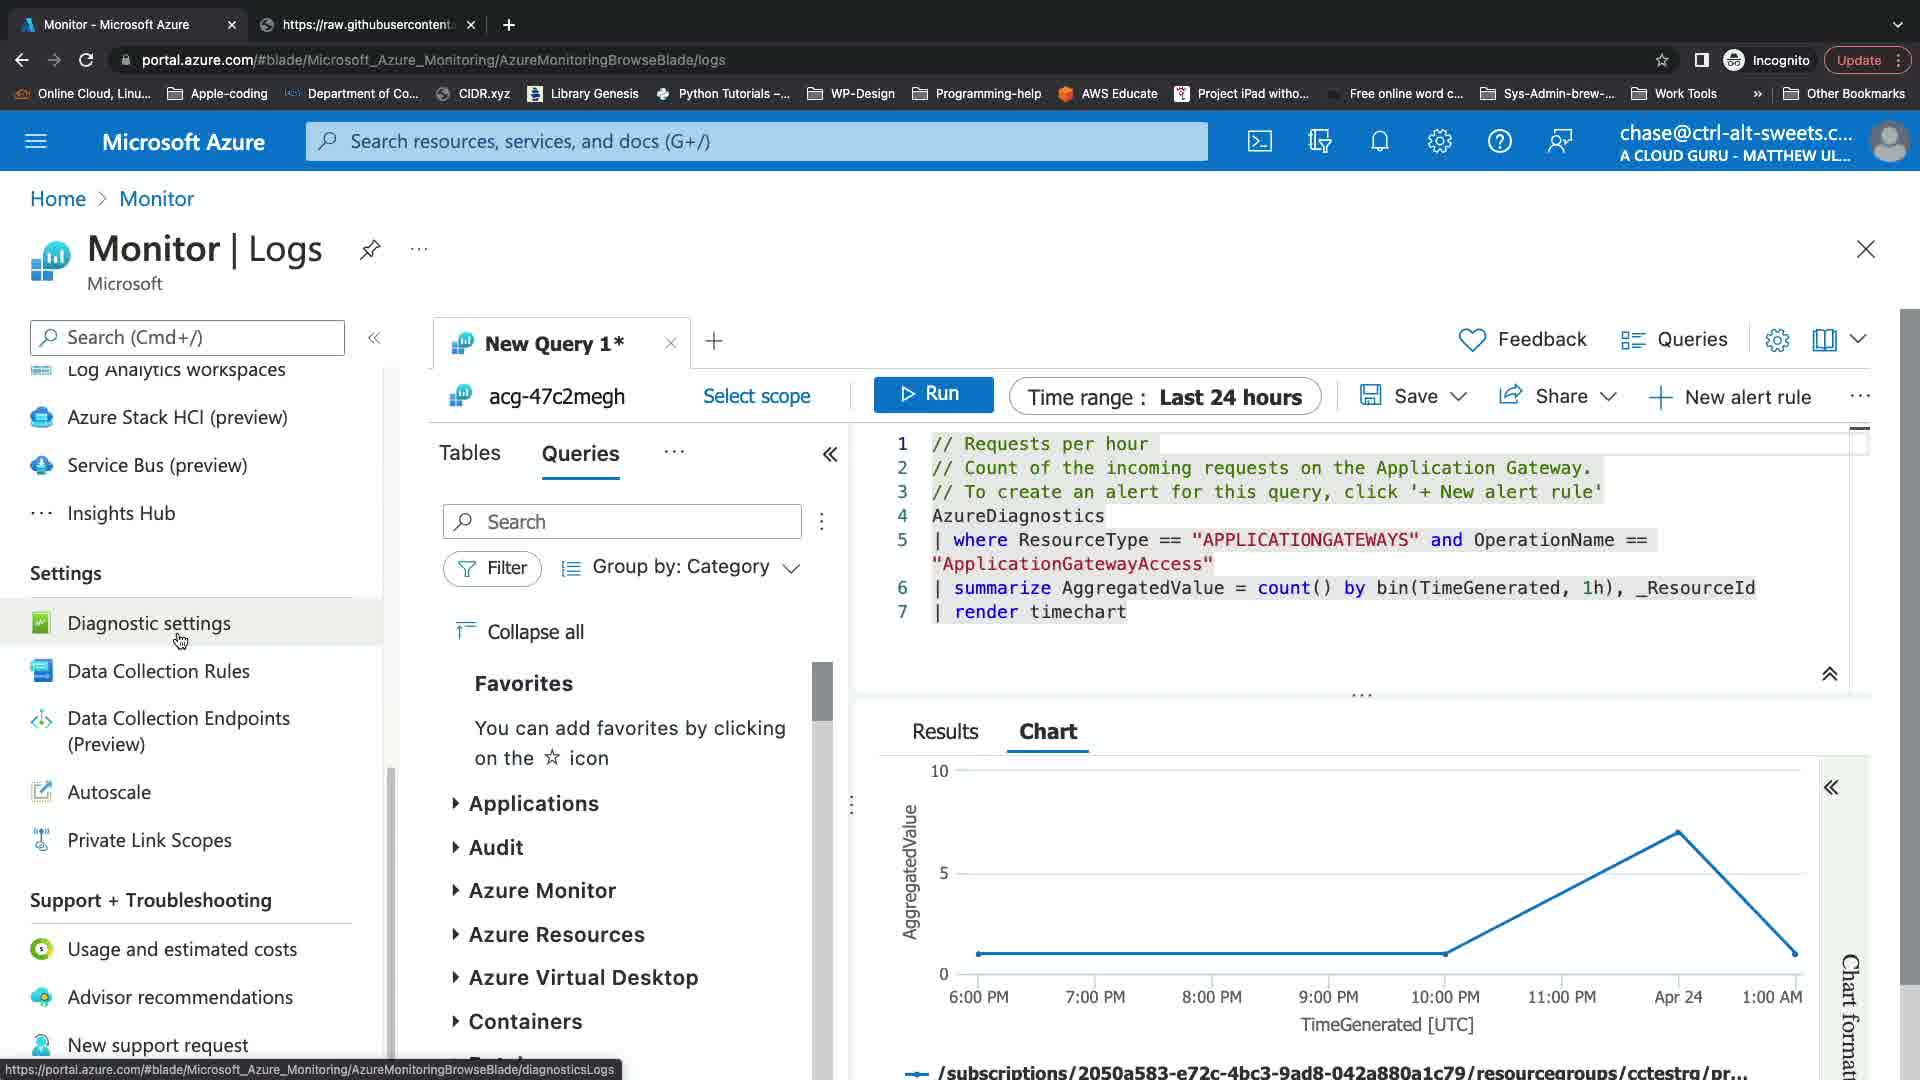 Monitor - Microsoft Azure
https://raw.githubusercontent.
portal.azure.com/#blade/Microsoft_Azure_Monitoring/AzureMonitoringBrowseBlade/logs
Incognito
Update
Online Cloud, Linu...
Apple-coding
Department of Co...
CIDR.xyz
Library Genesis
Python Tutorials –...
WP-Design
Programming-help
AWS Educate
Project iPad witho...
Free online word c...
Sys-Admin-brew-...
Work Tools
»
Other Bookmarks
Microsoft Azure
Search resources, services, and docs (G+/)
chase@ctrl-alt-sweets.c...
A CLOUD GURU - MATTHEW UL...
Home > Monitor
Monitor | Logs
...
Microsoft
Search (Cmd+/)
«
Log Analytics workspaces
Azure Stack HCI (preview)
Service Bus (preview)
... Insights Hub
Settings
Diagnostic settings
Data Collection Rules
Data Collection Endpoints
(Preview)
Autoscale
Private Link Scopes
Support + Troubleshooting
Usage and estimated costs
Advisor recommendations
New support request
https://portal.azure.com/#blade/Microsoft_Azure_Monitoring/AzureMonitoringBrowseBlade/diagnosticsLogs
New Query 1*
Feedback
Queries
acg-47c2megh
Select scope
Run
Time range : Last 24 hours
Save
Share
New alert rule
...
Tables
Queries
...
«
Search
Filter
Group by: Category
Collapse all
Favorites
You can add favorites by clicking
on the ☆ icon
Applications
Audit
Azure Monitor
Azure Resources
Azure Virtual Desktop
Containers
1 // Requests per hour
2 // Count of the incoming requests on the Application Gateway.
3 // To create an alert for this query, click '+ New alert rule'
4 AzureDiagnostics
5 | where ResourceType == "APPLICATIONGATEWAYS" and OperationName ==
"ApplicationGatewayAccess"
6 | summarize AggregatedValue = count() by bin(TimeGenerated, 1h), _ResourceId
7 | render timechart
Results
Chart
10
5
0
AggregatedValue
6:00 PM
7:00 PM
8:00 PM
9:00 PM
10:00 PM
11:00 PM
Apr 24
1:00 AM
TimeGenerated [UTC]
/subscriptions/2050a583-e72c-4bc3-9ad8-042a880a1c79/resourcegroups/cctestrg/pr...
«
Chart format